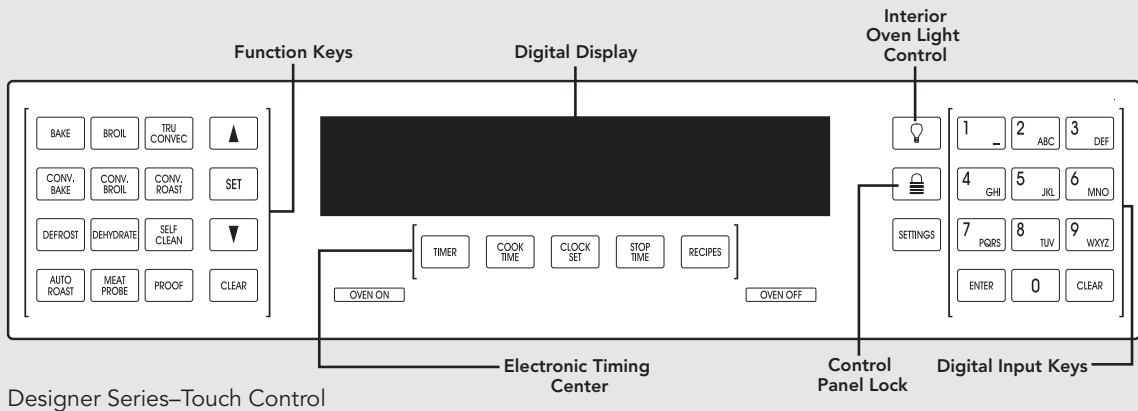 Interior
Oven Light
Control
Function Keys
Digital Display
BAKE
BROIL
TRU
CONVEC
1 _
2 ABC
3 DEF
CONV.
BAKE
CONV.
BROIL
CONV.
ROAST
SET
4 GHI
5 JKL
6 MNO
DEFROST
DEHYDRATE
SELF
CLEAN
TIMER
COOK
TIME
CLOCK
SET
STOP
TIME
RECIPES
SETTINGS
7 PQRS
8 TUV
9 WXYZ
AUTO
ROAST
MEAT
PROBE
PROOF
CLEAR
OVEN ON
OVEN OFF
ENTER
0
CLEAR
Electronic Timing
Center
Control
Panel Lock
Digital Input Keys
Designer Series–Touch Control